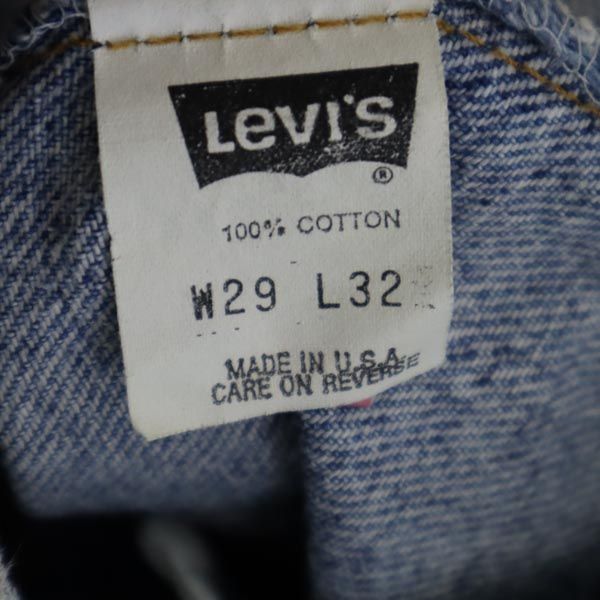 LEVI'S
®
100% COTTON
W29 L32
MADE IN U.S.A.
CARE ON REVERSE